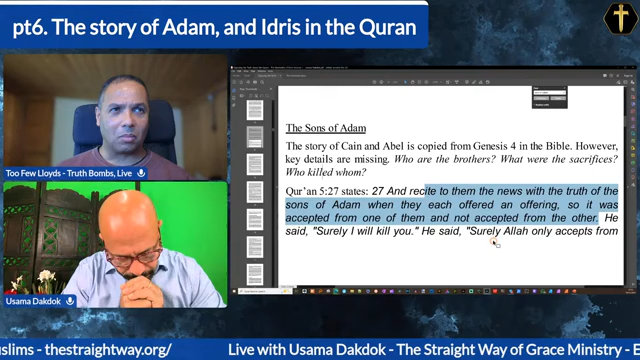 pt6. The story of Adam, and Idris in the Quran
Too Few Lloyds - Truth Bombs, Live
Usama Dakdok
The Sons of Adam
The story of Cain and Abel is copied from Genesis 4 in the Bible. However,
key details are missing. Who are the brothers? What were the sacrifices?
Who killed whom?
Qur'an 5:27 states: 27 And recite to them the news with the truth of the
sons of Adam when they each offered an offering, so it was
accepted from one of them and not accepted from the other. He
said, "Surely I will kill you." He said, "Surely Allah only accepts from
uslims - thestraightway.org/
Live with Usama Dakdok - The Straight Way of Grace Ministry - E